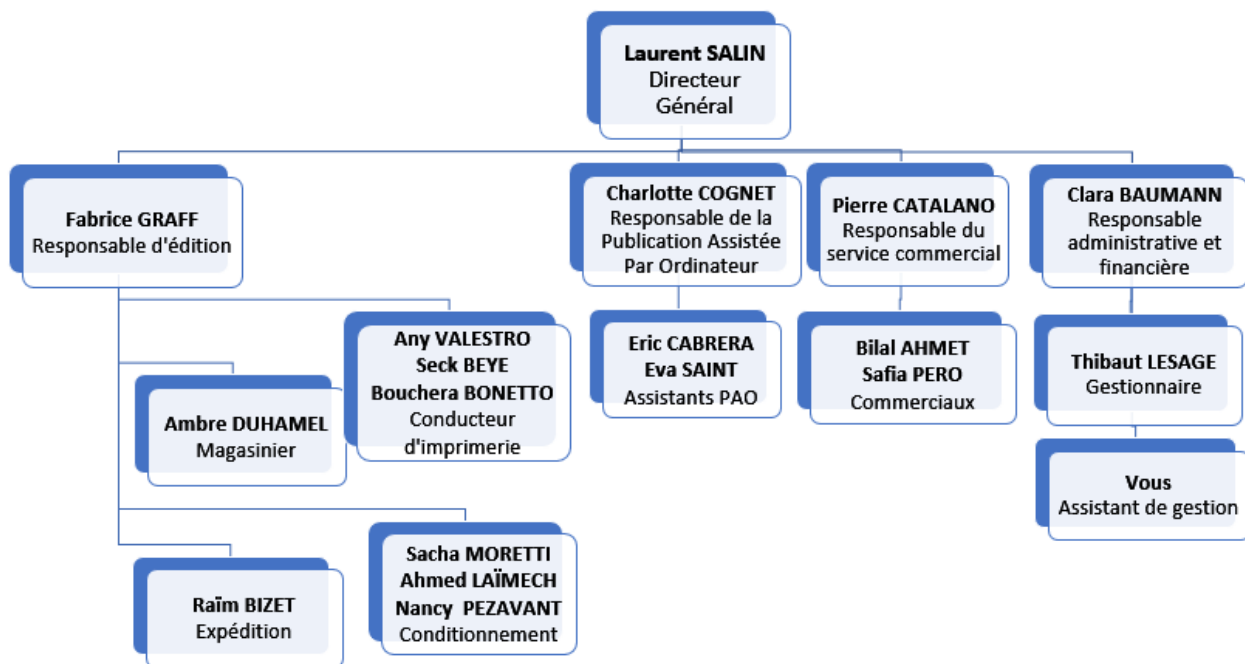 Laurent SALIN
Directeur
Général
Fabrice GRAFF
Responsable d'édition
Charlotte COGNET
Responsable de la
Publication Assistée
Par Ordinateur
Pierre CATALANO
Responsable du
service commercial
Clara BAUMANN
Responsable
administrative et
financière
Any VALESTRO
Seck BEYE
Bouchera BONETTO
Conducteur
d'imprimerie
Eric CABRERA
Eva SAINT
Assistants PAO
Bilal AHMET
Safia PERO
Commerciaux
Thibaut LESAGE
Gestionnaire
Ambre DUHAMEL
Magasinier
Vous
Assistant de gestion
Sacha MORETTI
Ahmed LAÏMECH
Nancy PEZAVANT
Conditionnement
Raïm BIZET
Expédition